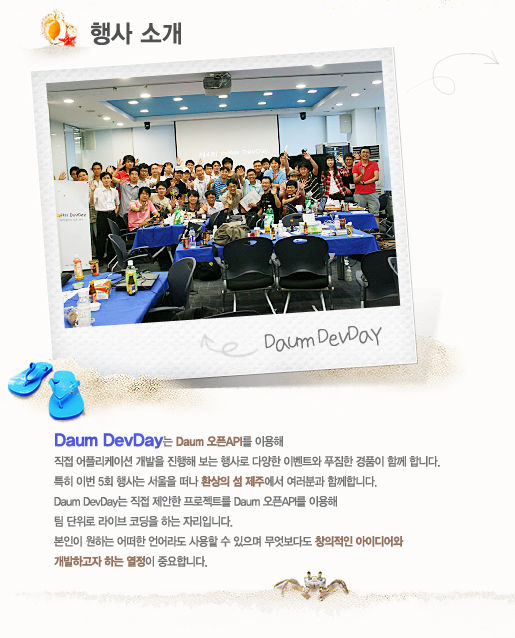 행사 소개
DevDay
DaumDevDAY
Daum DevDay는 Daum 오픈API를 이용해
직접 어플리케이션 개발을 진행해 보는 행사로 다양한 이벤트와 푸짐한 경품이 함께 합니다.
특히 이번 5회 행사는 서울을 떠나 환상의 섬 제주에서 여러분과 함께합니다.
Daum DevDay는 직접 제안한 프로젝트를 Daum 오픈API를 이용해
팀 단위로 라이브 코딩을 하는 자리입니다.
본인이 원하는 어떠한 언어라도 사용할 수 있으며 무엇보다도 창의적인 아이디어와
개발하고자 하는 열정이 중요합니다.